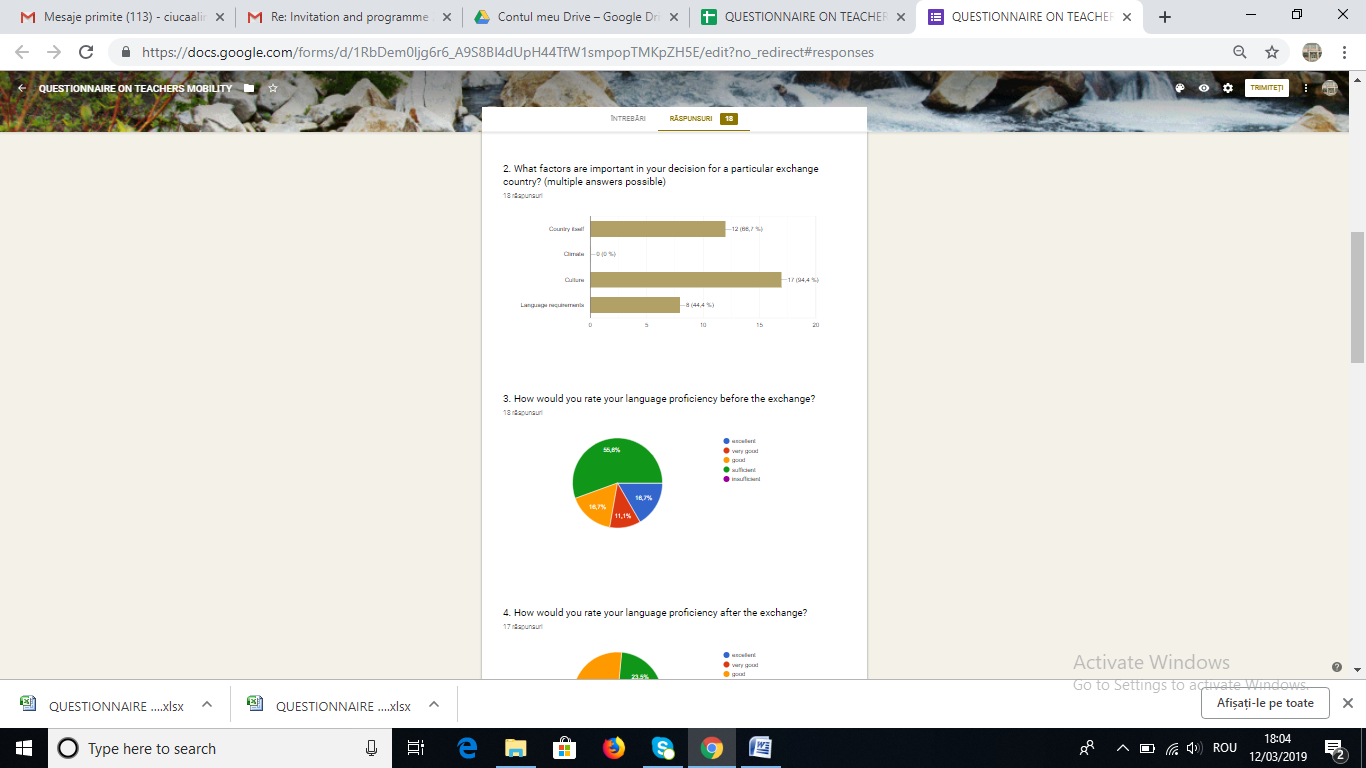 Mesaje primite (113) - ciucaalin
Re: Invitation and programme
Contul meu Drive – Google Dri
QUESTIONNAIRE ON TEACHER
QUESTIONNAIRE ON TEACHER
https://docs.google.com/forms/d/1RbDem0ljg6r6_A9S8Bl4dUpH44TfW1smpopTMKpZH5E/edit?no_redirect#responses
QUESTIONNAIRE ON TEACHERS MOBILITY
TRIMITEȚI
ÎNTREBĂRI
RĂSPUNSURI
18
2. What factors are important in your decision for a particular exchange
country? (multiple answers possible)
18 răspunsuri
Country itself
12 (66,7 %)
Climate
0 (0 %)
Culture
17 (94,4 %)
Language requirements
8 (44,4 %)
0 5 10 15 20
3. How would you rate your language proficiency before the exchange?
18 răspunsuri
55,6%
16,7%
11,1%
16,7%
excellent
very good
good
sufficient
insufficient
4. How would you rate your language proficiency after the exchange?
17 răspunsuri
23,5%
excellent
very good
good
Activate Windows
Go to Settings to activate Windows.
QUESTIONNAIRE ....xlsx
QUESTIONNAIRE ....xlsx
Afișați-le pe toate
Type here to search
ROU
18:04
12/03/2019
2